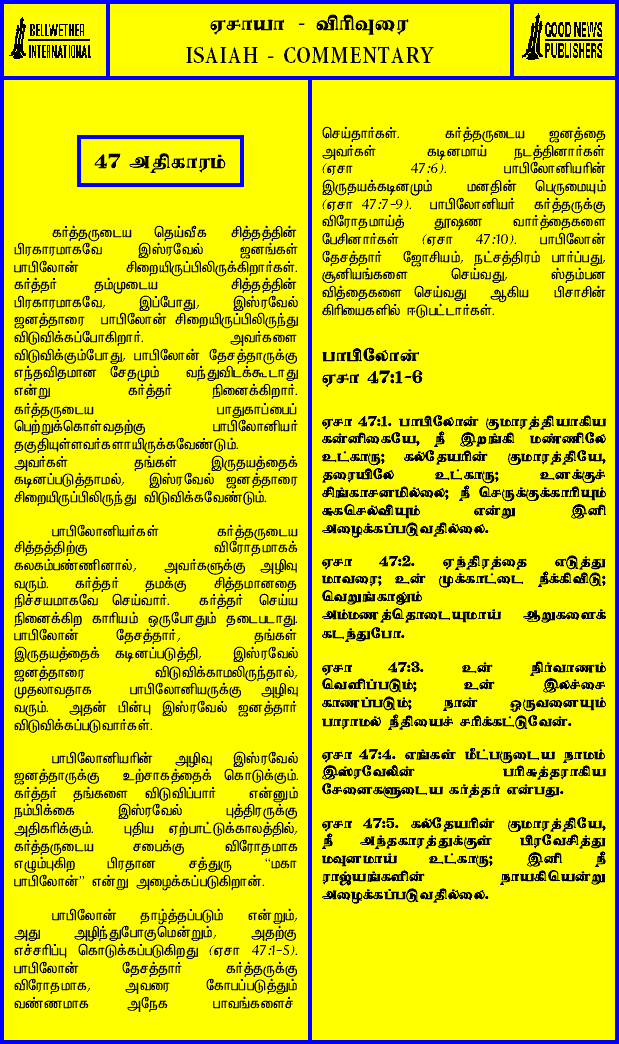 BELLWETHER
INTERNATIONAL
ஏசாயா - விரிவுரை
ISAIAH - COMMENTARY
GOOD NEWS
PUBLISHERS
47 அதிகாரம்
கர்த்தருடைய தெய்வீக சித்தத்தின்
பிரகாரமாகவே இஸ்ரவேல் ஜனங்கள்
பாபிலோன் சிறையிருப்பிலிருக்கிறார்கள்.
கர்த்தர் தம்முடைய சித்தத்தின்
பிரகாரமாகவே, இப்போது, இஸ்ரவேல்
ஜனத்தாரை பாபிலோன் சிறையிருப்பிலிருந்து
விடுவிக்கப்போகிறார். அவர்களை
விடுவிக்கும்போது, பாபிலோன் தேசத்தாருக்கு
எந்தவிதமான சேதமும் வந்துவிடக்கூடாது
என்று கர்த்தர் நினைக்கிறார்.
கர்த்தருடைய பாதுகாப்பைப்
பெற்றுக்கொள்வதற்கு பாபிலோனியர்
தகுதியுள்ளவர்களாயிருக்கவேண்டும்.
அவர்கள் தங்கள் இருதயத்தைக்
கடினப்படுத்தாமல், இஸ்ரவேல் ஜனத்தாரை
சிறையிருப்பிலிருந்து விடுவிக்கவேண்டும்.
பாபிலோனியர்கள் கர்த்தருடைய
சித்தத்திற்கு விரோதமாகக்
கலகம்பண்ணினால், அவர்களுக்கு அழிவு
வரும். கர்த்தர் தமக்கு சித்தமானதை
நிச்சயமாகவே செய்வார். கர்த்தர் செய்ய
நினைக்கிற காரியம் ஒருபோதும் தடைபடாது.
பாபிலோன் தேசத்தார், தங்கள்
இருதயத்தைக் கடினப்படுத்தி, இஸ்ரவேல்
ஜனத்தாரை விடுவிக்காமலிருந்தால்,
முதலாவதாக பாபிலோனியருக்கு அழிவு
வரும். அதன் பின்பு இஸ்ரவேல் ஜனத்தார்
விடுவிக்கப்படுவார்கள்.
பாபிலோனியரின் அழிவு இஸ்ரவேல்
ஜனத்தாருக்கு உற்சாகத்தைக் கொடுக்கும்.
கர்த்தர் தங்களை விடுவிப்பார் என்னும்
நம்பிக்கை இஸ்ரவேல் புத்திரருக்கு
அதிகரிக்கும். புதிய ஏற்பாட்டுக்காலத்தில்,
கர்த்தருடைய சபைக்கு விரோதமாக
எழும்புகிற பிரதான சத்துரு “மகா
பாபிலோன்” என்று அழைக்கப்படுகிறான்.
பாபிலோன் தாழ்த்தப்படும் என்றும்,
அது அழிந்துபோகுமென்றும், அதற்கு
எச்சரிப்பு கொடுக்கப்படுகிறது (ஏசா 47:1-5).
பாபிலோன் தேசத்தார் கர்த்தருக்கு
விரோதமாக, அவரை கோபப்படுத்தும்
வண்ணமாக அநேக பாவங்களைச்
செய்தார்கள். கர்த்தருடைய ஜனத்தை
அவர்கள் கடினமாய் நடத்தினார்கள்
(ஏசா 47:6). பாபிலோனியரின்
இருதயக்கடினமும் மனதின் பெருமையும்
(ஏசா 47:7-9). பாபிலோனியர் கர்த்தருக்கு
விரோதமாய்த் தூஷண வார்த்தைகளை
பேசினார்கள் (ஏசா 47:10). பாபிலோன்
தேசத்தார் ஜோசியம், நட்சத்திரம் பார்ப்பது,
சூனியங்களை செய்வது, ஸ்தம்பன
வித்தைகளை செய்வது ஆகிய பிசாசின்
கிரியைகளில் ஈடுபட்டார்கள்.
பாபிலோன்
ஏசா 47:1-6
ஏசா 47:1. பாபிலோன் குமாரத்தியாகிய
கன்னிகையே, நீ இறங்கி மண்ணிலே
உட்காரு; கல்தேயரின் குமாரத்தியே,
தரையிலே உட்காரு; உனக்குச்
சிங்காசனமில்லை; நீ செருக்குக்காரியும்
சுகசெல்வியும் என்று இனி
அழைக்கப்படுவதில்லை.
ஏசா 47:2. ஏந்திரத்தை எடுத்து
மாவரை; உன் முக்காட்டை நீக்கிவிடு;
வெறுங்காலும்
அம்மணத்தொடையுமாய் ஆறுகளைக்
கடந்துபோ.
ஏசா 47:3. உன் நிர்வாணம்
வெளிப்படும்; உன் இலச்சை
காணப்படும்; நான் ஒருவனையும்
பாராமல் நீதியைச் சரிக்கட்டுவேன்.
ஏசா 47:4. எங்கள் மீட்பருடைய நாமம்
இஸ்ரவேலின் பரிசுத்தராகிய
சேனைகளுடைய கர்த்தர் என்பது.
ஏசா 47:5. கல்தேயரின் குமாரத்தியே,
நீ அந்தகாரத்துக்குள் பிரவேசித்து
மவுனமாய் உட்காரு; இனி நீ
ராஜ்யங்களின் நாயகியென்று
அழைக்கப்படுவதில்லை.